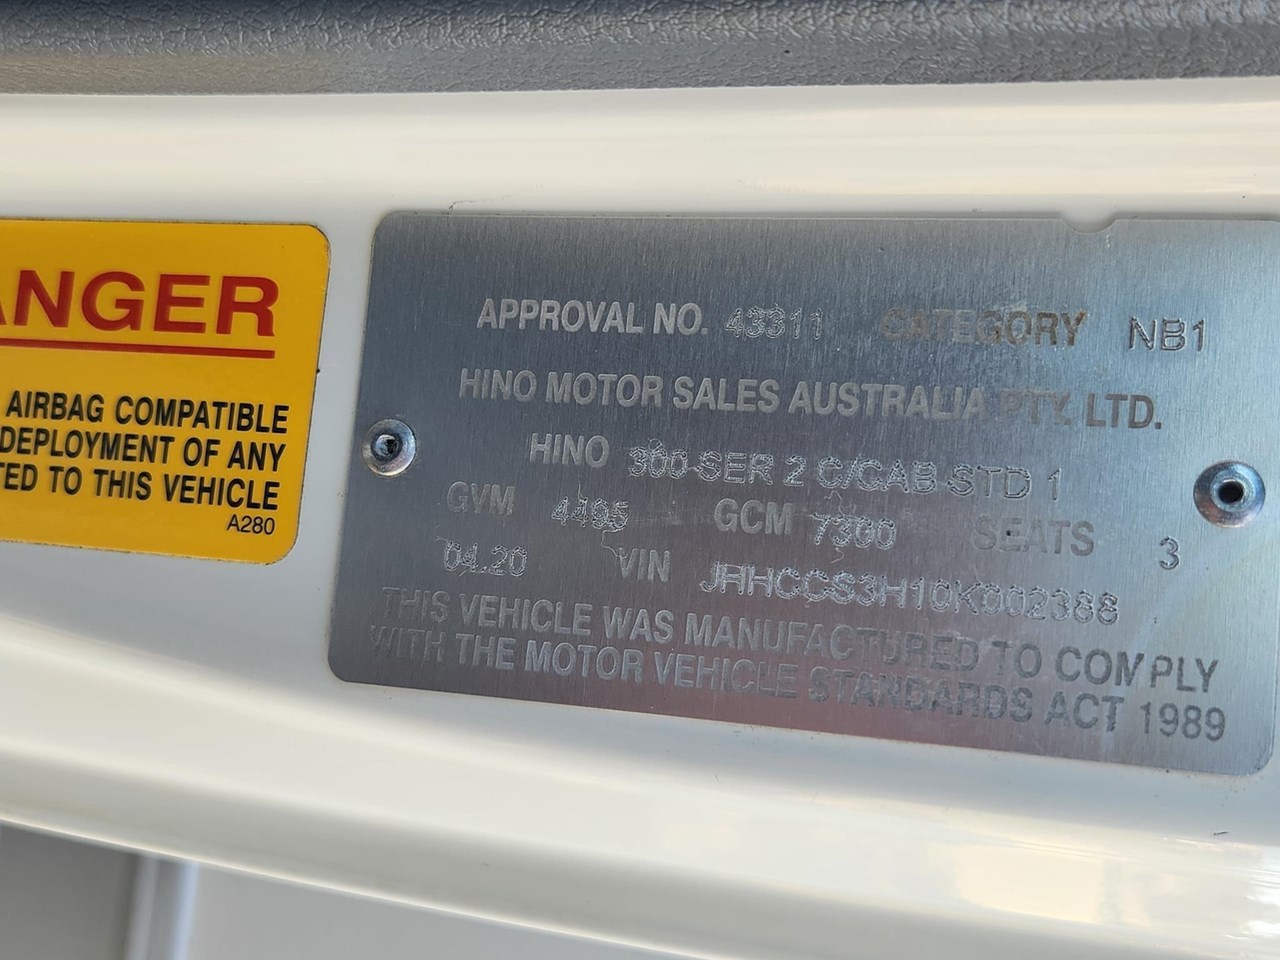 ANGER
AIRBAG COMPATIBLE
DEPLOYMENT OF ANY
TED TO THIS VEHICLE
A280
APPROVAL NO. 43311 CATEGORY NB1
HINO MOTOR SALES AUSTRALIA PTY. LTD.
HINO 300-SER 2 C/CAB STD 1
GVM 4495 GCM 7300 SEATS 3
04.20 VIN JHHCCS3H10K002388
THIS VEHICLE WAS MANUFACTURED TO COMPLY
WITH THE MOTOR VEHICLE STANDARDS ACT 1989